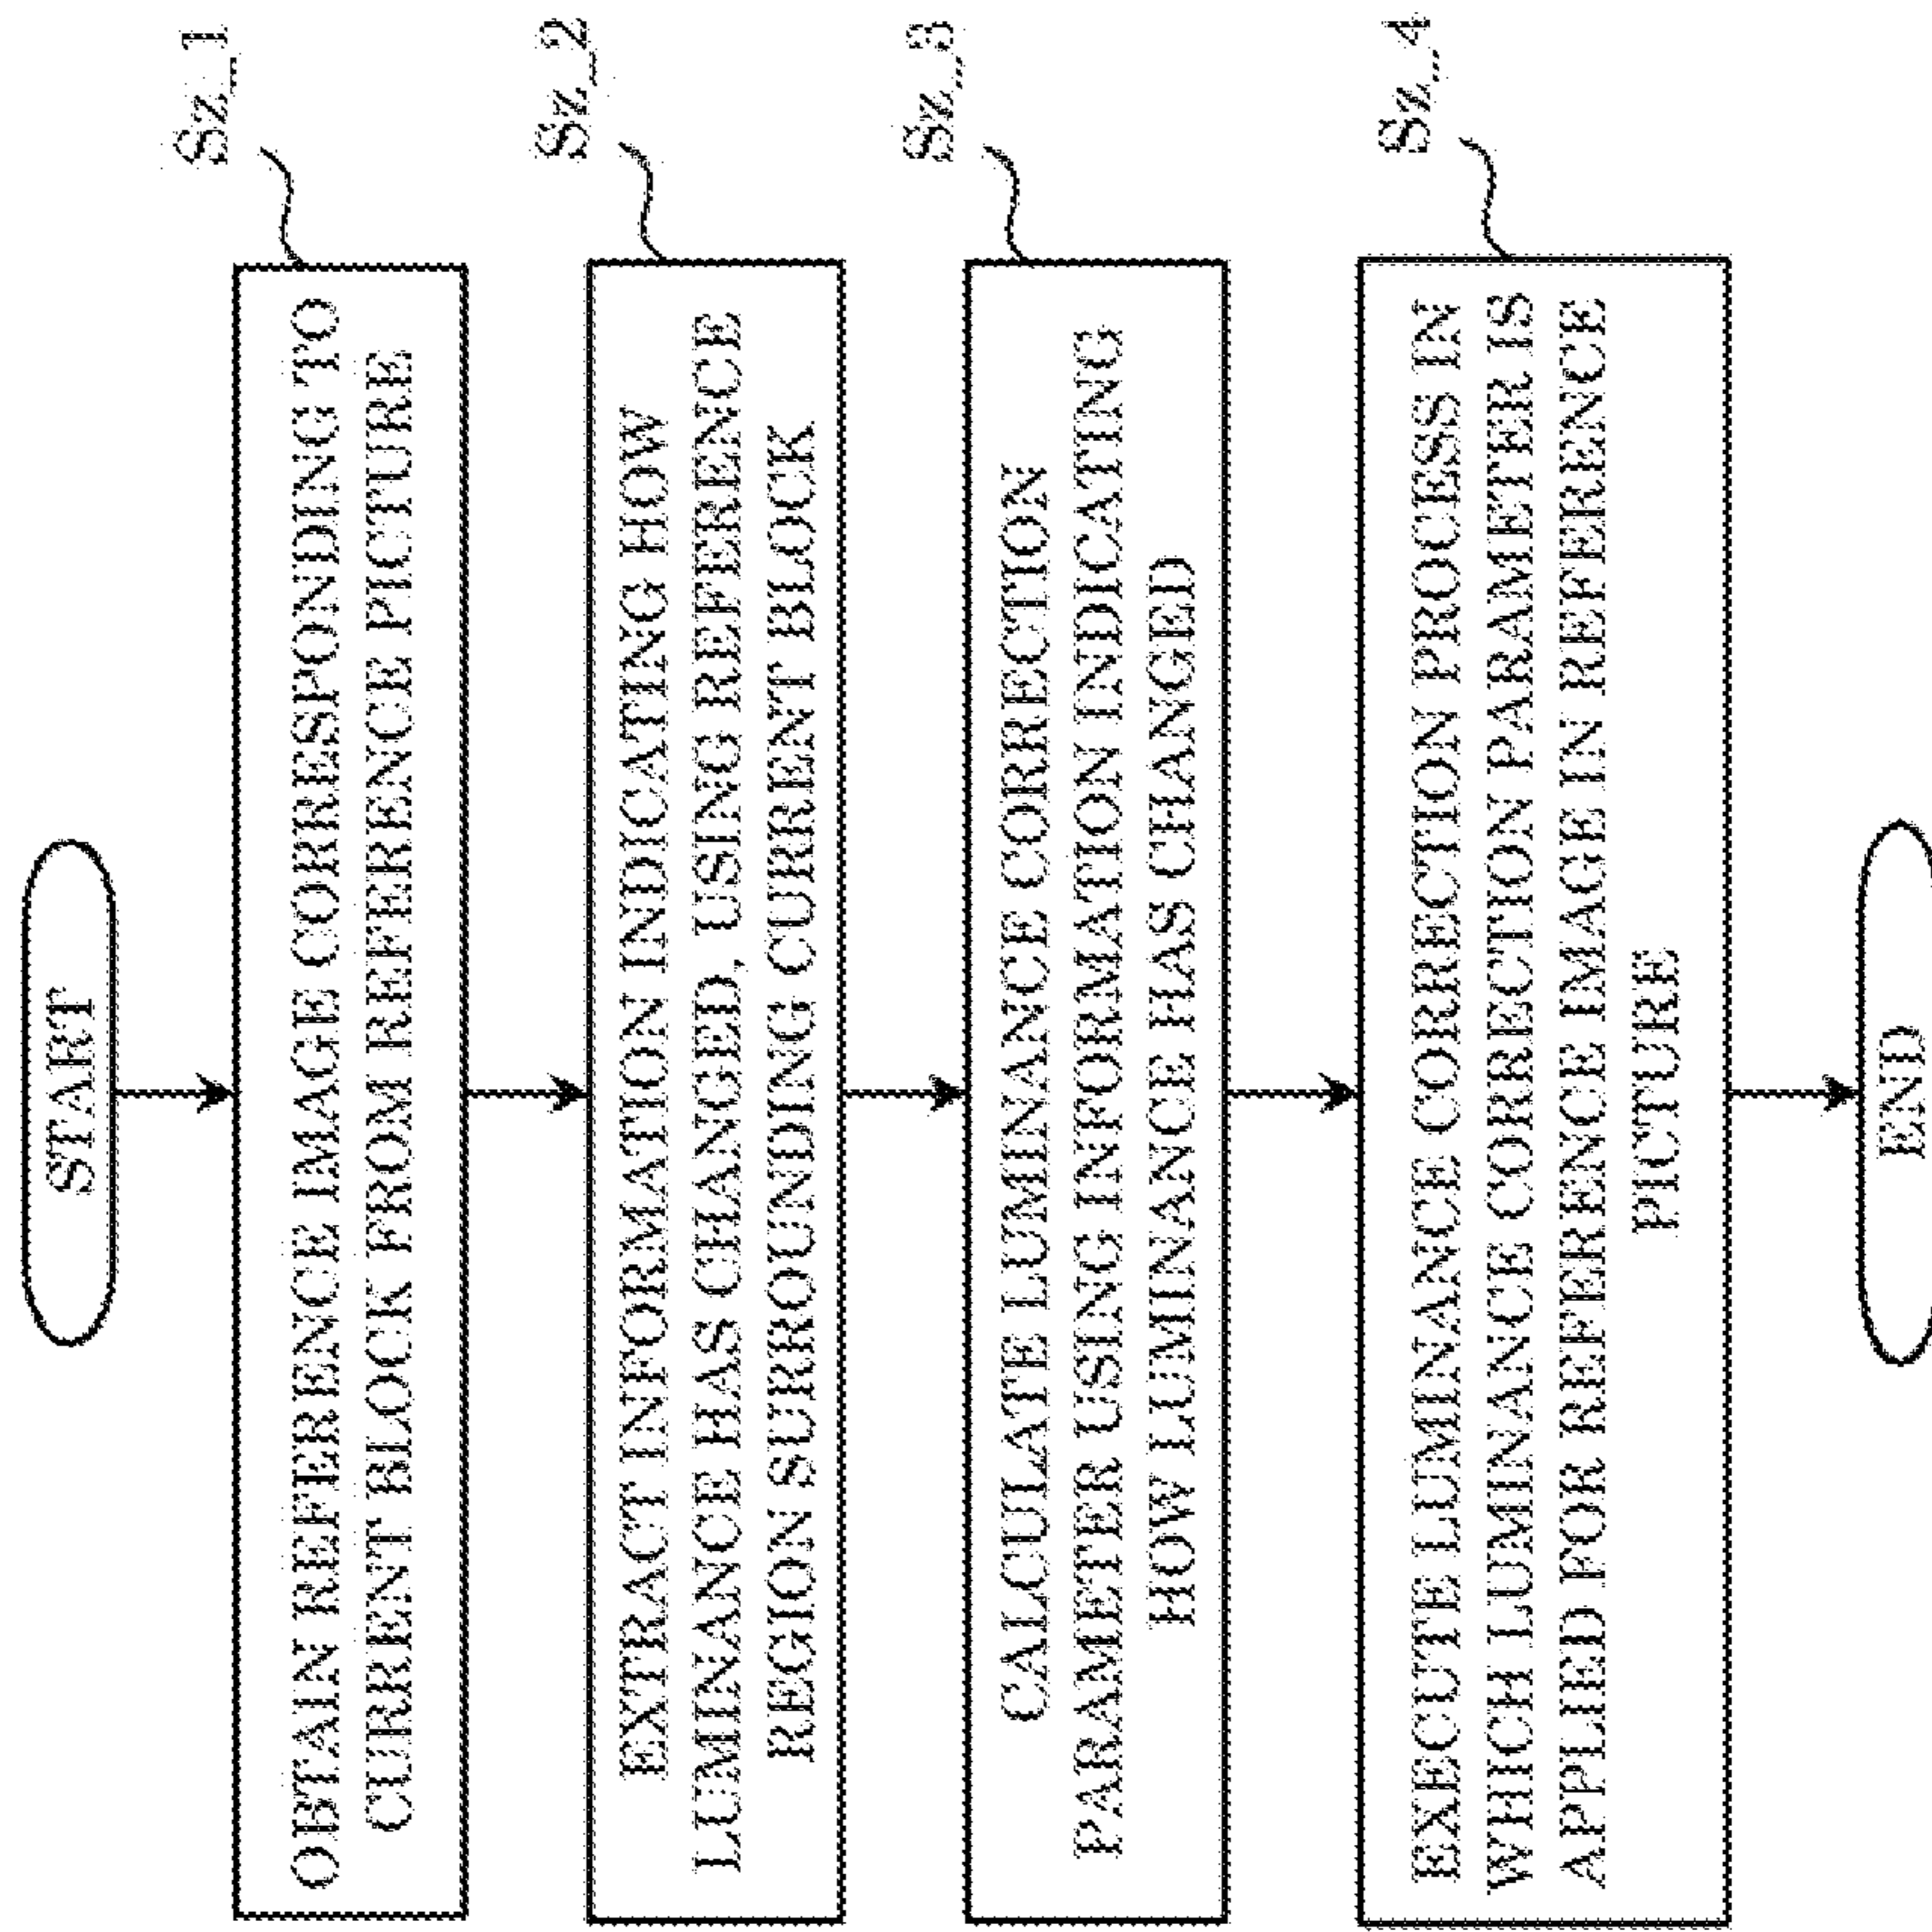 START
Sz_1
OBTAIN REFERENCE IMAGE CORRESPONDING TO
CURRENT BLOCK FROM REFERENCE PICTURE
Sz_2
EXTRACT INFORMATION INDICATING HOW
LUMINANCE HAS CHANGED, USING REFERENCE
REGION SURROUNDING CURRENT BLOCK
Sz_3
CALCULATE LUMINANCE CORRECTION
PARAMETER USING INFORMATION INDICATING
HOW LUMINANCE HAS CHANGED
Sz_4
EXECUTE LUMINANCE CORRECTION PROCESS IN
WHICH LUMINANCE CORRECTION PARAMETER IS
APPLIED FOR REFERENCE IMAGE IN REFERENCE
PICTURE
END